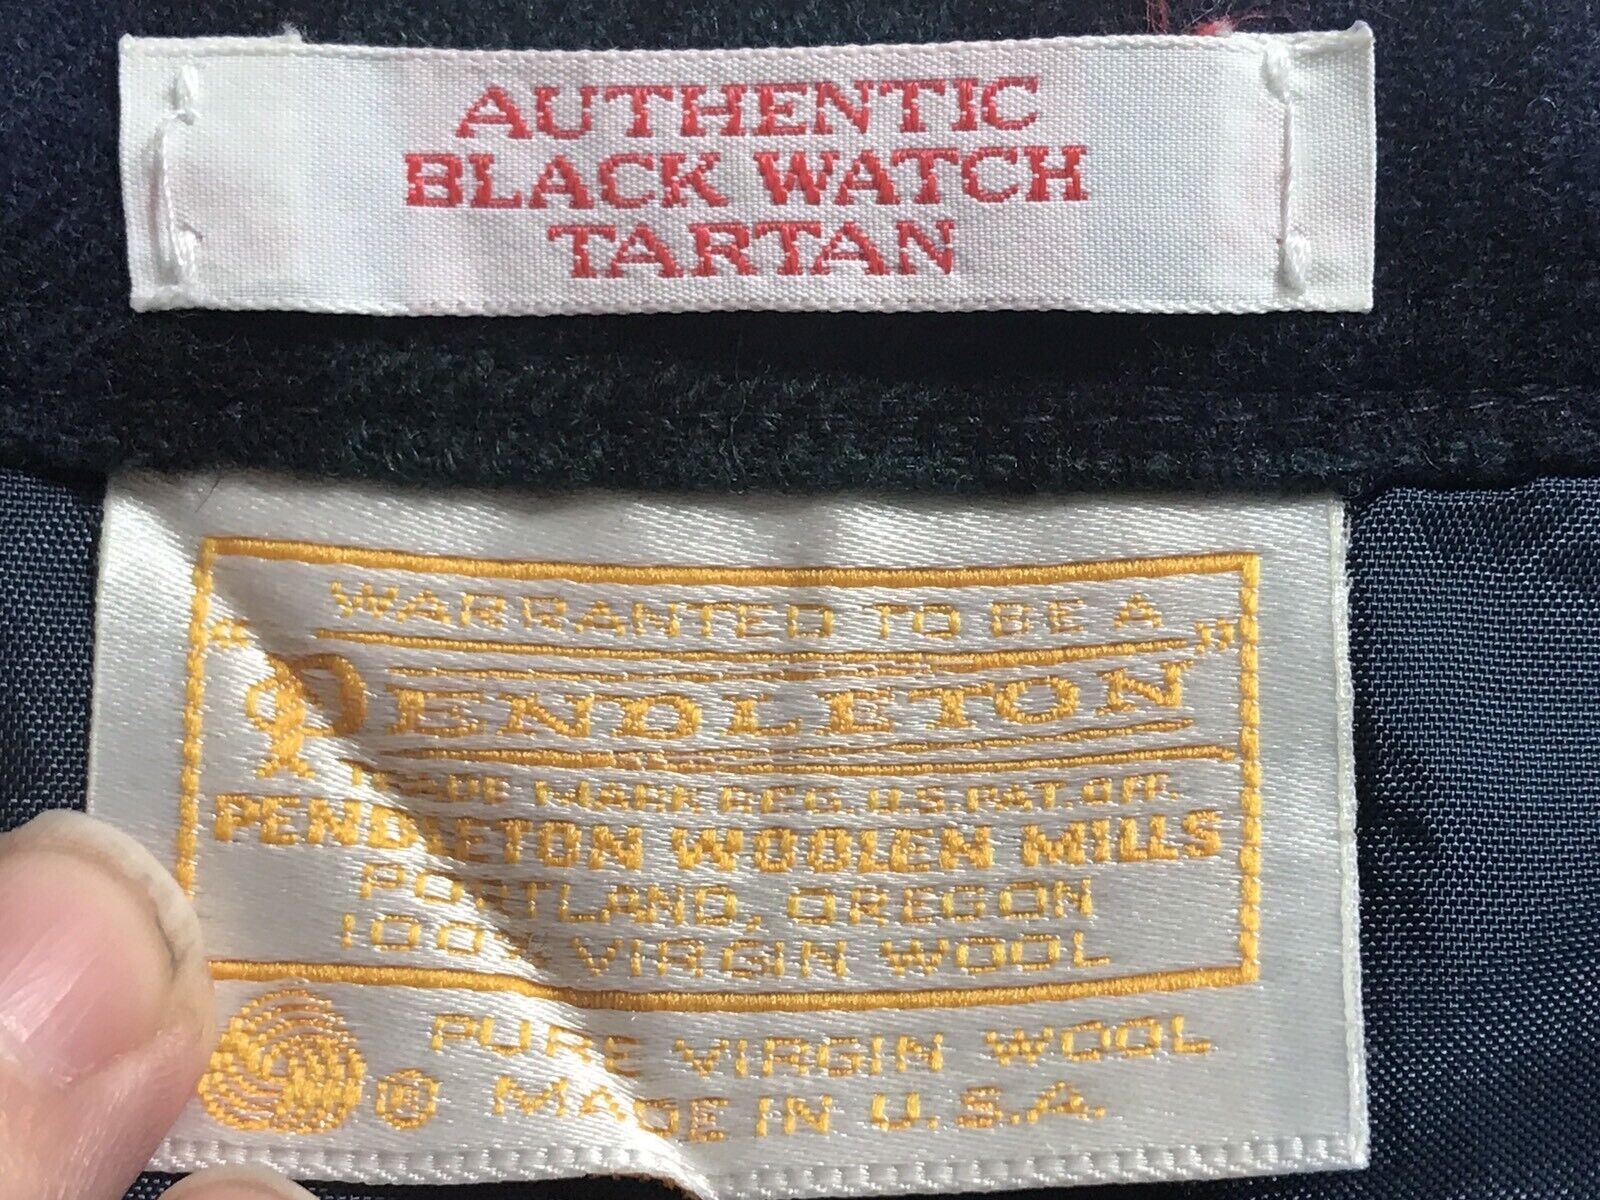 AUTHENTIC
BLACK WATCH
TARTAN
WARRANTED TO BE A
"PENDLETON"
TRADE MARK REG. U.S. PAT. OFF.
PENDLETON WOOLEN MILLS
PORTLAND, OREGON
100% VIRGIN WOOL
PURE VIRGIN WOOL
® MADE IN U.S.A.